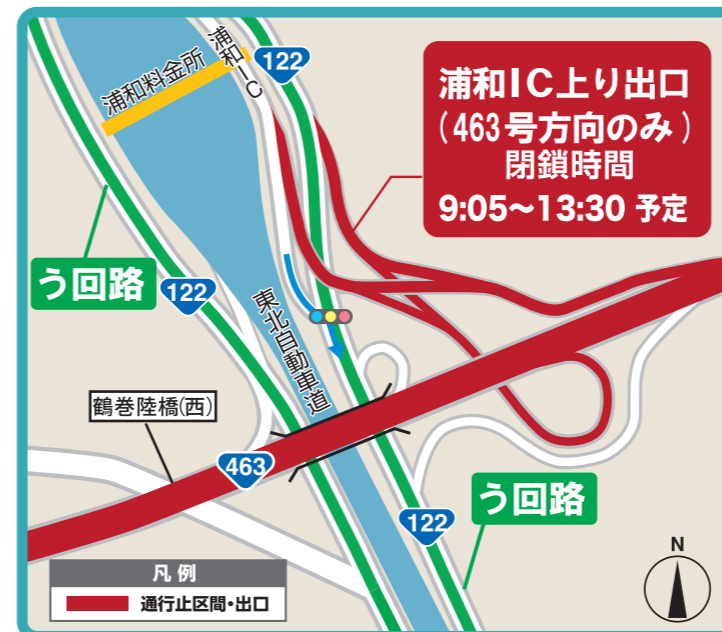 浦和料金所
浦和IC
122
浦和IC上り出口
(463号方向のみ)
閉鎖時間
9:05~13:30 予定
う回路
122
東北自動車道
鶴巻陸橋(西)
463
122
う回路
凡例
通行止区間・出口
N